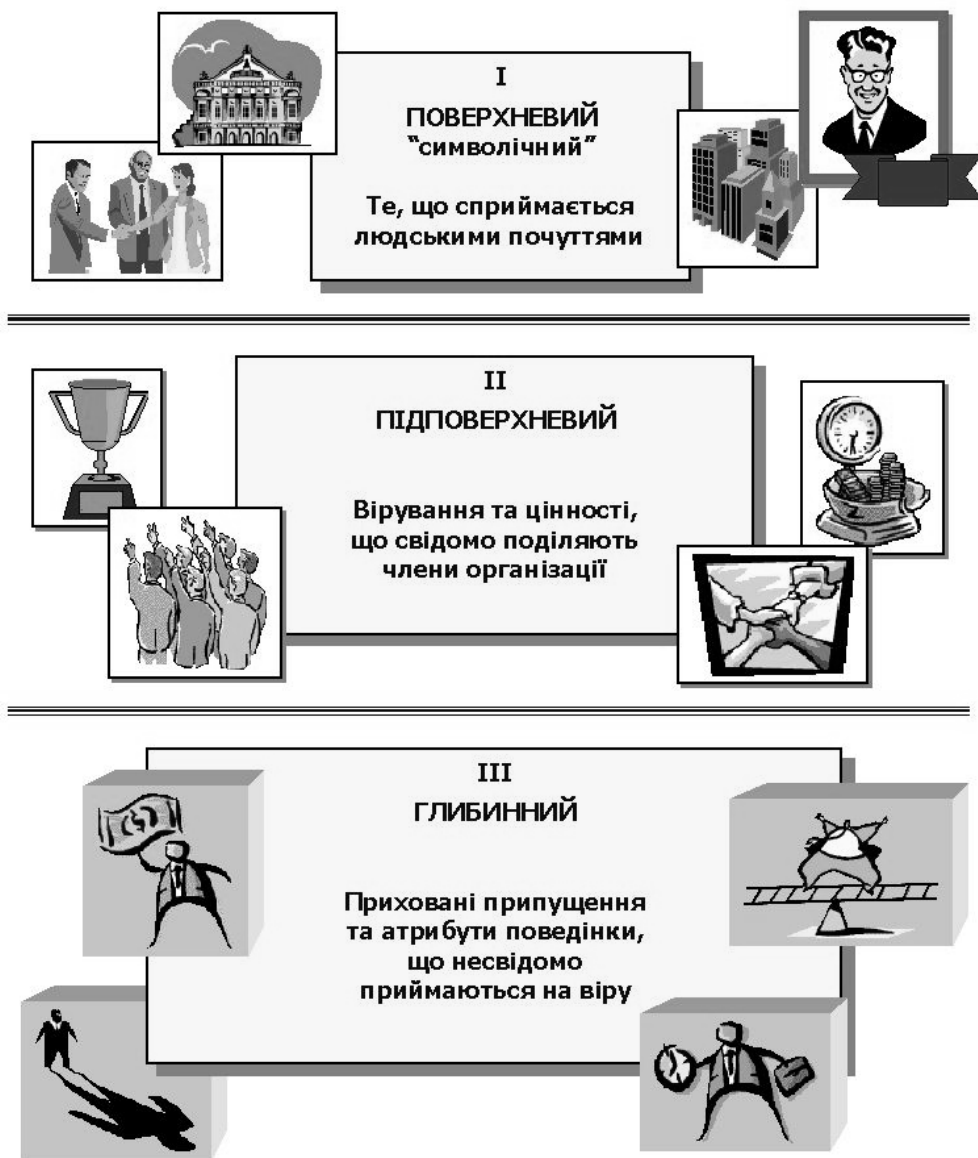 I
ПОВЕРХНЕВИЙ
“символічний”
Те, що сприймається
людськими почуттями
II
ПІДПОВЕРХНЕВИЙ
Вірування та цінності,
що свідомо поділяють
члени організації
III
ГЛИБИННИЙ
Приховані припущення
та атрибути поведінки,
що несвідомо
приймаються на віру